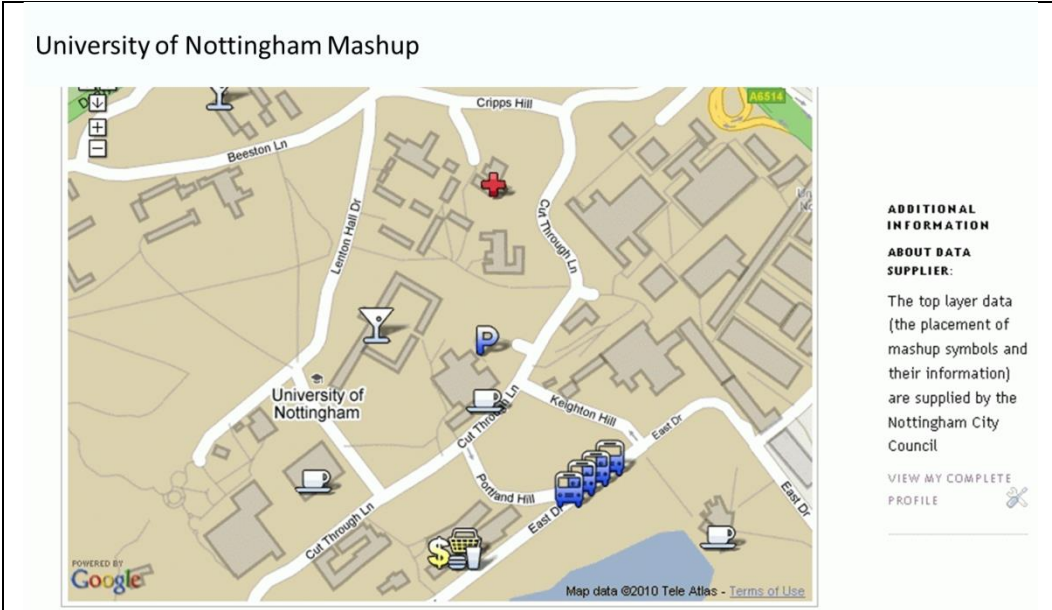 University of Nottingham Mashup
A6514
Cripps Hill
Beeston Ln
Lenton Hall Dr
Cut Through Ln
P
University of
Nottingham
Cut Through Ln
Keighton Hill
East Dr
Portland Hill
East Dr
East Dr
Cut Through Ln
$
POWERED BY
Google
Map data ©2010 Tele Atlas - Terms of Use
ADDITIONAL
INFORMATION
ABOUT DATA
SUPPLIER:
The top layer data
(the placement of
mashup symbols and
their information)
are supplied by the
Nottingham City
Council
VIEW MY COMPLETE
PROFILE